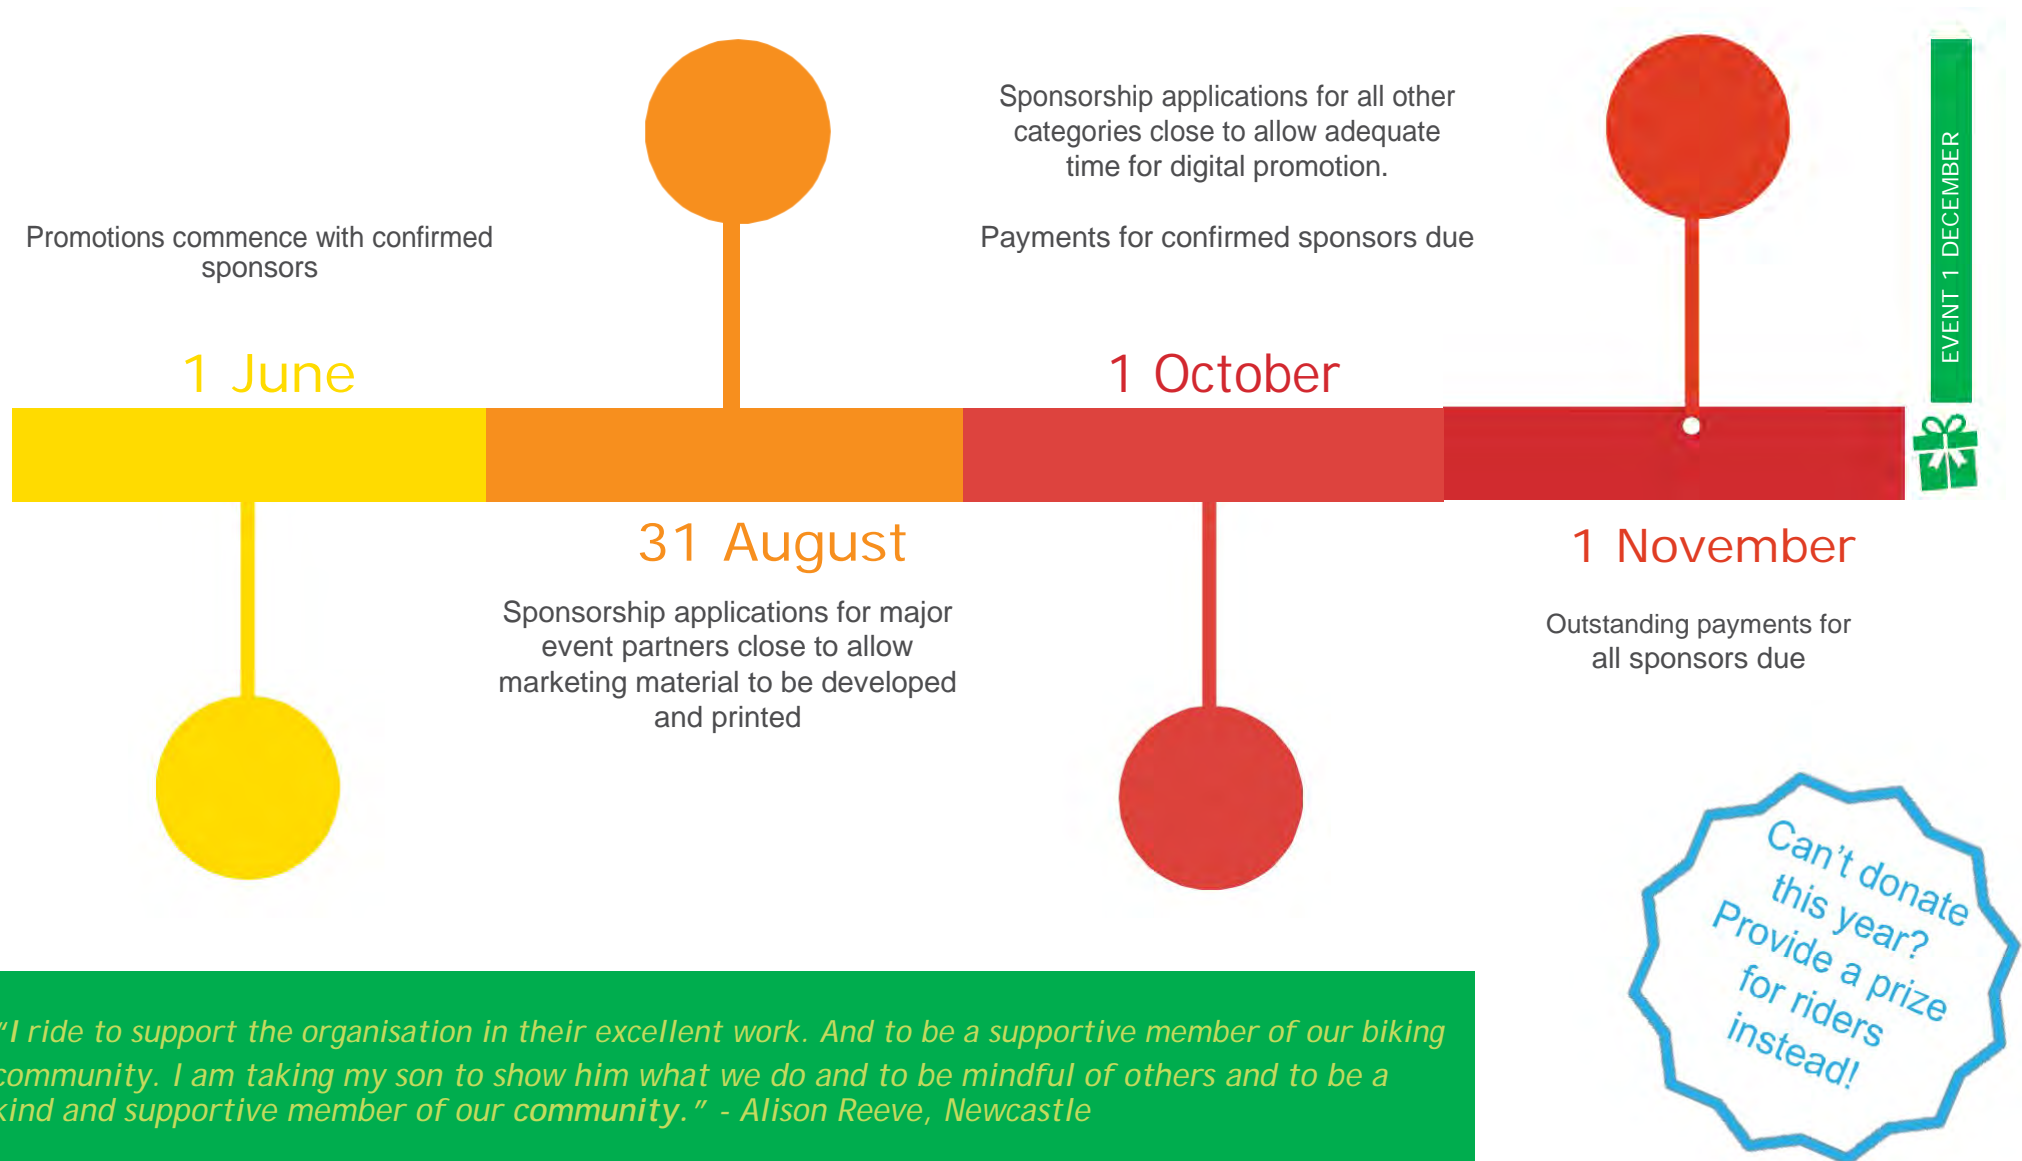 Promotions commence with confirmed
sponsors
1 June
31 August
Sponsorship applications for major
event partners close to allow
marketing material to be developed
and printed
Sponsorship applications for all other
categories close to allow adequate
time for digital promotion.
Payments for confirmed sponsors due
1 October
1 November
Outstanding payments for
all sponsors due
EVENT 1 DECEMBER
Can't donate
this year?
Provide a prize
for riders
instead!
"I ride to support the organisation in their excellent work. And to be a supportive member of our biking
community. I am taking my son to show him what we do and to be mindful of others and to be a
kind and supportive member of our community." - Alison Reeve, Newcastle